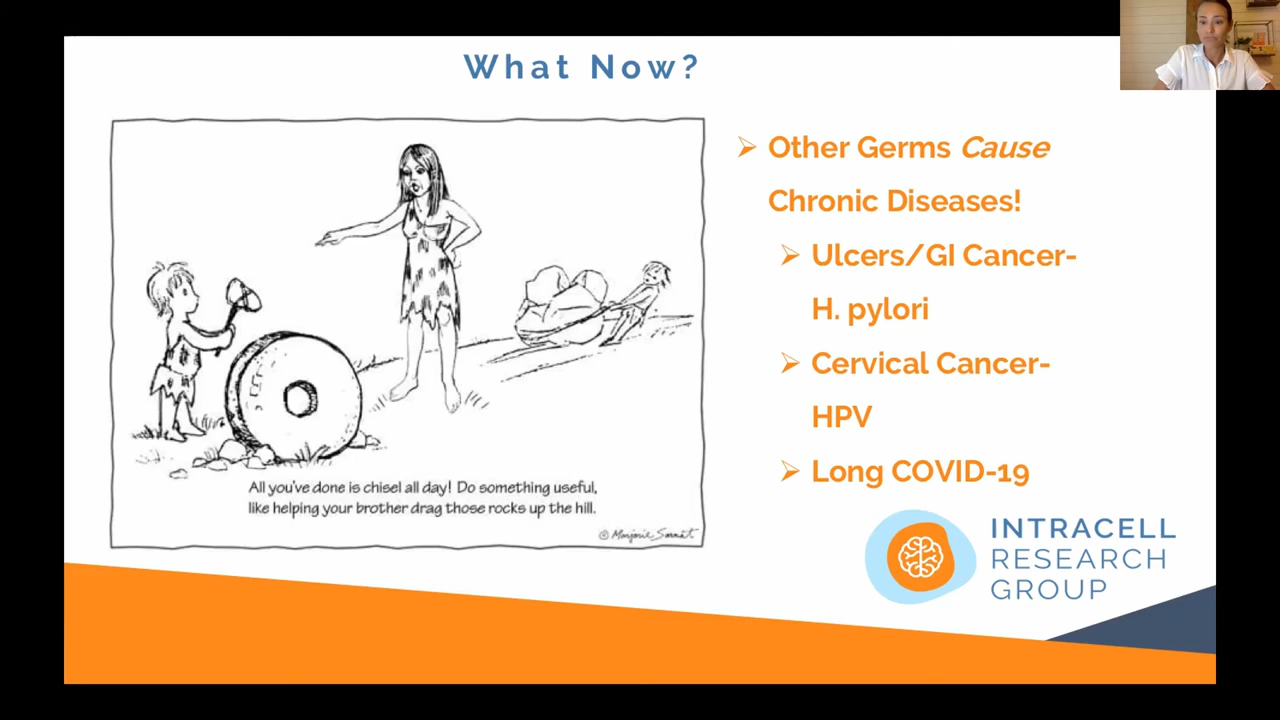 What Now?
All you've done is chisel all day! Do something useful,
like helping your brother drag those rocks up the hill.
© Marjorie Sarnat
➢ Other Germs Cause
Chronic Diseases!
➢ Ulcers/GI Cancer-
H. pylori
➢ Cervical Cancer-
HPV
➢ Long COVID-19
INTRACELL
RESEARCH
GROUP